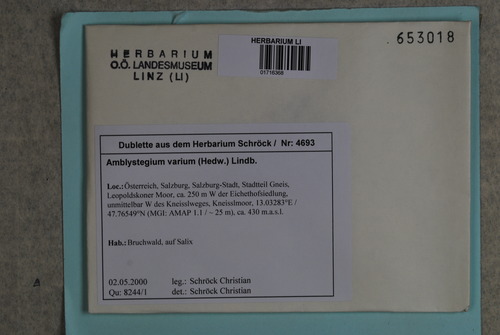 HERBARIUM
O.Ö. LANDESMUSEUM
LINZ (LI)
HERBARIUM LI
01716368
653018
Dublette aus dem Herbarium Schröck / Nr: 4693
Amblystegium varium (Hedw.) Lindb.
Loc.: Österreich, Salzburg, Salzburg-Stadt, Stadtteil Gneis,
Leopoldskoner Moor, ca. 250 m W der Eichethofsiedlung,
unmittelbar W des Kneisslweges, Kneisslmoor, 13.03283°E /
47.76549°N (MGI: AMAP 1.1 / ~ 25 m), ca. 430 m.a.s.l.
Hab.: Bruchwald, auf Salix
02.05.2000 leg.: Schröck Christian
Qu: 8244/1 det.: Schröck Christian